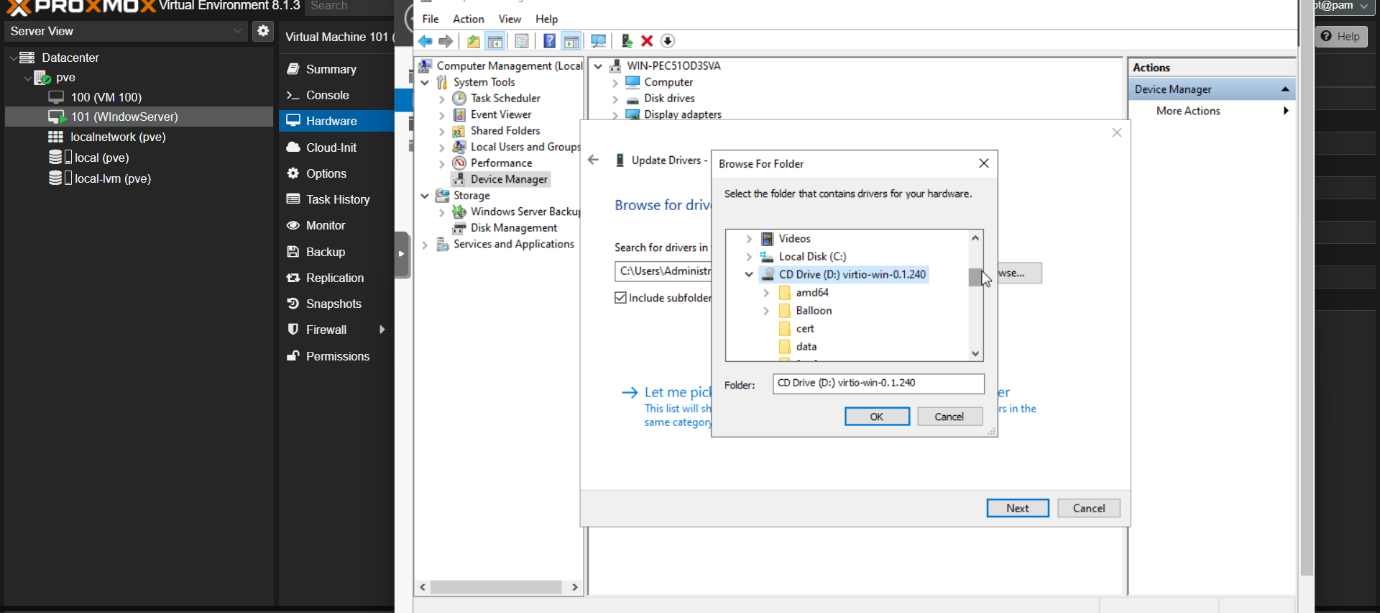 PROXMOX Virtual Environment 8.1.3
Search
Server View
Datacenter
pve
100 (VM 100)
101 (WIndowServer)
localnetwork (pve)
local (pve)
local-lvm (pve)
Virtual Machine 101 (
Summary
Console
Hardware
Cloud-Init
Options
Task History
Monitor
Backup
Replication
Snapshots
Firewall
Permissions
File Action View Help
Computer Management (Local
System Tools
Task Scheduler
Event Viewer
Shared Folders
Local Users and Groups
Performance
Device Manager
Storage
Windows Server Backup
Disk Management
Services and Applications
WIN-PEC51OD3SVA
Computer
Disk drives
Display adapters
Update Drivers -
Browse for driv
Search for drivers in
C:\Users\Administr
wse...
Include subfolder
Let me pic
er
This list will sh
rs in the
same category
Next
Cancel
Browse For Folder
Select the folder that contains drivers for your hardware.
Videos
Local Disk (C:)
CD Drive (D:) virtio-win-0.1.240
amd64
Balloon
cert
data
Folder:
CD Drive (D:) virtio-win-0.1.240
OK
Cancel
Actions
Device Manager
More Actions
ot@pam
Help